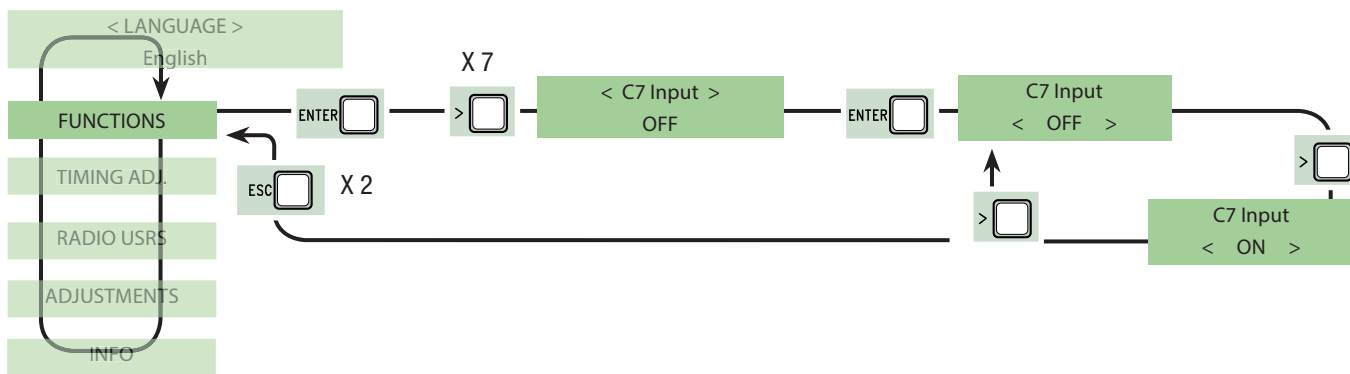 < LANGUAGE >
English
FUNCTIONS
TIMING ADJ.
RADIO USRS
ADJUSTMENTS
INFO
ENTER
X 7
>
< C7 Input >
OFF
ENTER
C7 Input
< OFF >
>
C7 Input
< ON >
>
ESC
X 2